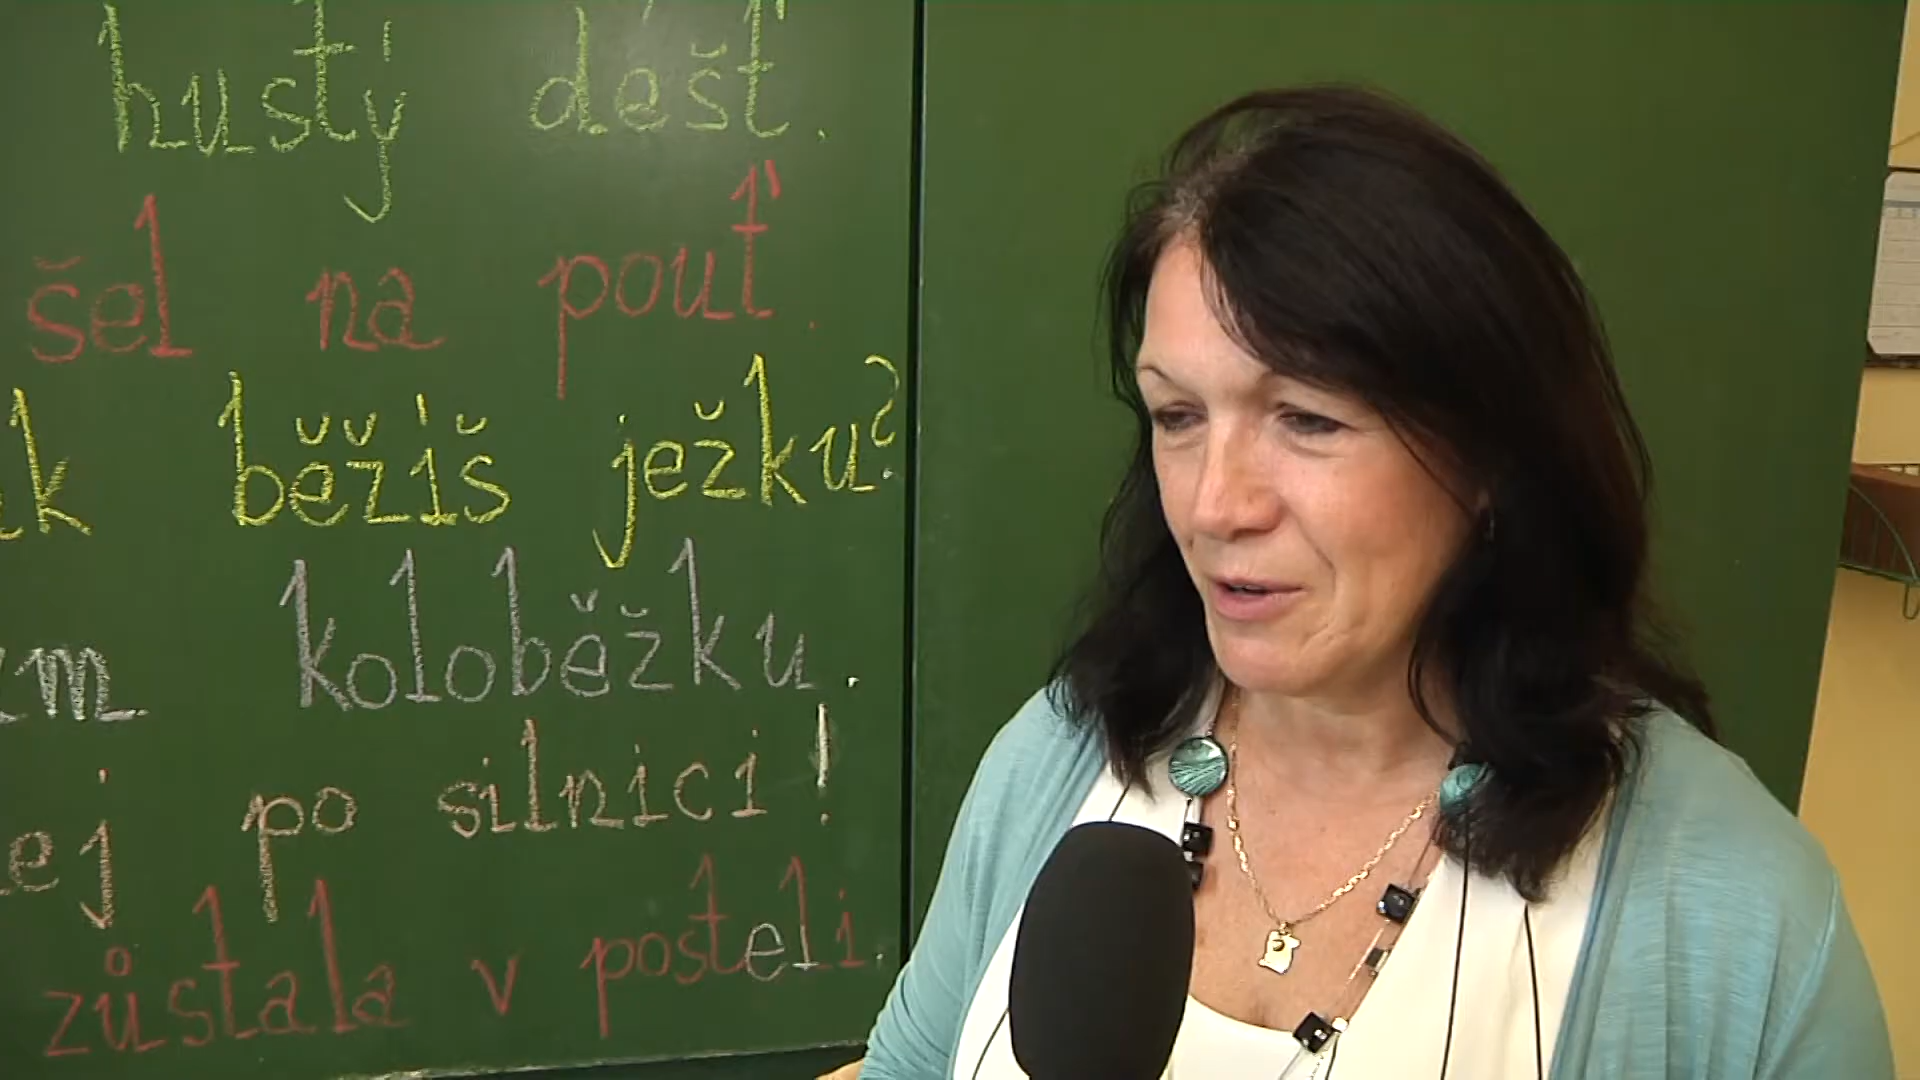 hustý déšť.
šel na pouť.
běžíš ježku?
koloběžku.
po silnici!
zůstala v posteli.